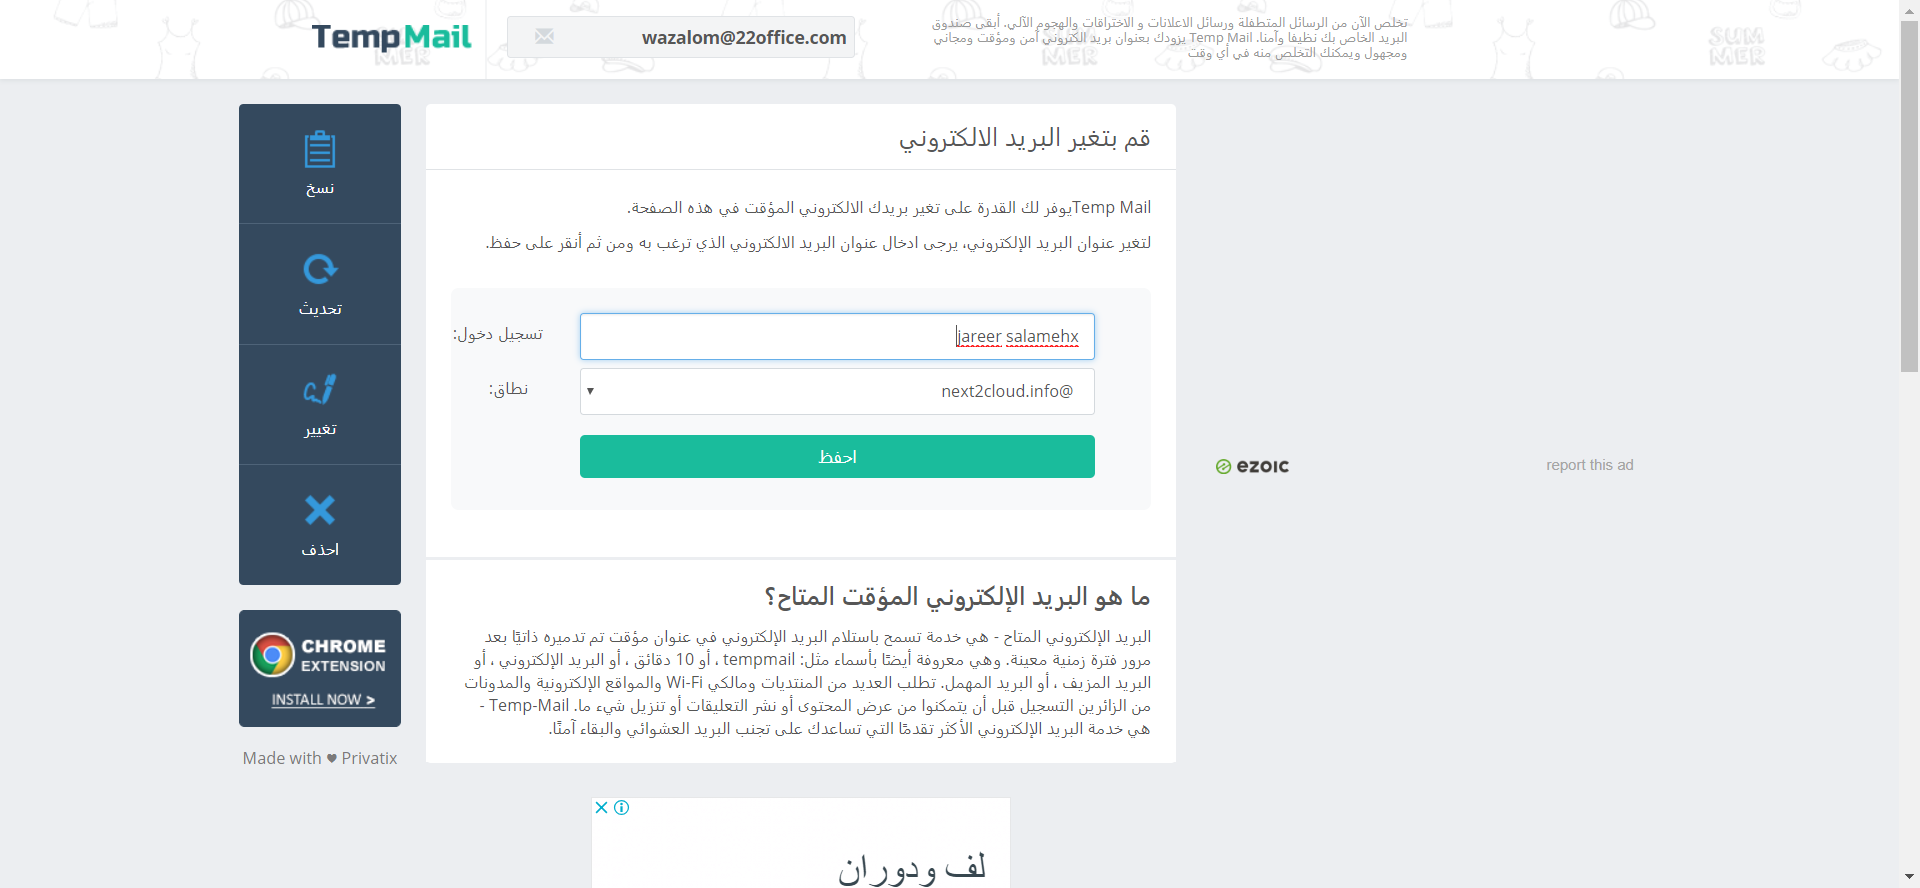 TempMail
wazalom@22office.com
تخلص الآن من الرسائل المتطفلة ورسائل الاعلانات و الاختراقات والهجوم الآلي. أبقى صندوق
البريد الخاص بك نظيفا وآمنا. Temp Mail يزودك بعنوان بريد الكتروني آمن ومؤقت ومجاني
ومجهول ويمكنك التخلص منه في أي وقت
SUM
MER
SUM
MER
نسخ
تحديث
تغيير
احذف
CHROME
EXTENSION
INSTALL NOW >
Made with ♥ Privatix
قم بتغير البريد الالكتروني
Temp Mailيوفر لك القدرة على تغير بريدك الالكتروني المؤقت في هذه الصفحة.
لتغير عنوان البريد الإلكتروني، يرجى ادخال عنوان البريد الالكتروني الذي ترغب به ومن ثم أنقر على حفظ.
تسجيل دخول:
jareer salamehx
نطاق:
next2cloud.info@
احفظ
ما هو البريد الإلكتروني المؤقت المتاح؟
البريد الإلكتروني المتاح - هي خدمة تسمح باستلام البريد الإلكتروني في عنوان مؤقت تم تدميره ذاتيًا بعد
مرور فترة زمنية معينة. وهي معروفة أيضًا بأسماء مثل: tempmail ، أو 10 دقائق ، أو البريد الإلكتروني ، أو
البريد المزيف ، أو البريد المهمل. تطلب العديد من المنتديات ومالكي Wi-Fi والمواقع الإلكترونية والمدونات
من الزائرين التسجيل قبل أن يتمكنوا من عرض المحتوى أو نشر التعليقات أو تنزيل شيء ما. Temp-Mail -
هي خدمة البريد الإلكتروني الأكثر تقدمًا التي تساعدك على تجنب البريد العشوائي والبقاء آمنًا.
ezoic
report this ad
لف ودوران